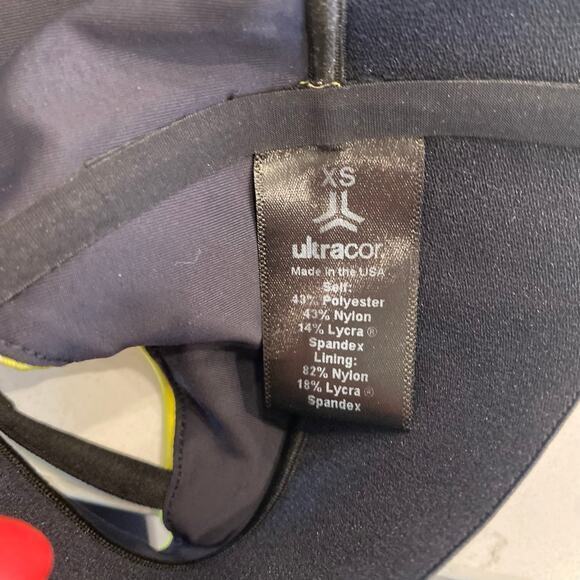 XS
ultracor
Made in the USA
Self:
43% Polyester
43% Nylon
14% Lycra ®
Spandex
Lining:
82% Nylon
18% Lycra ®
Spandex